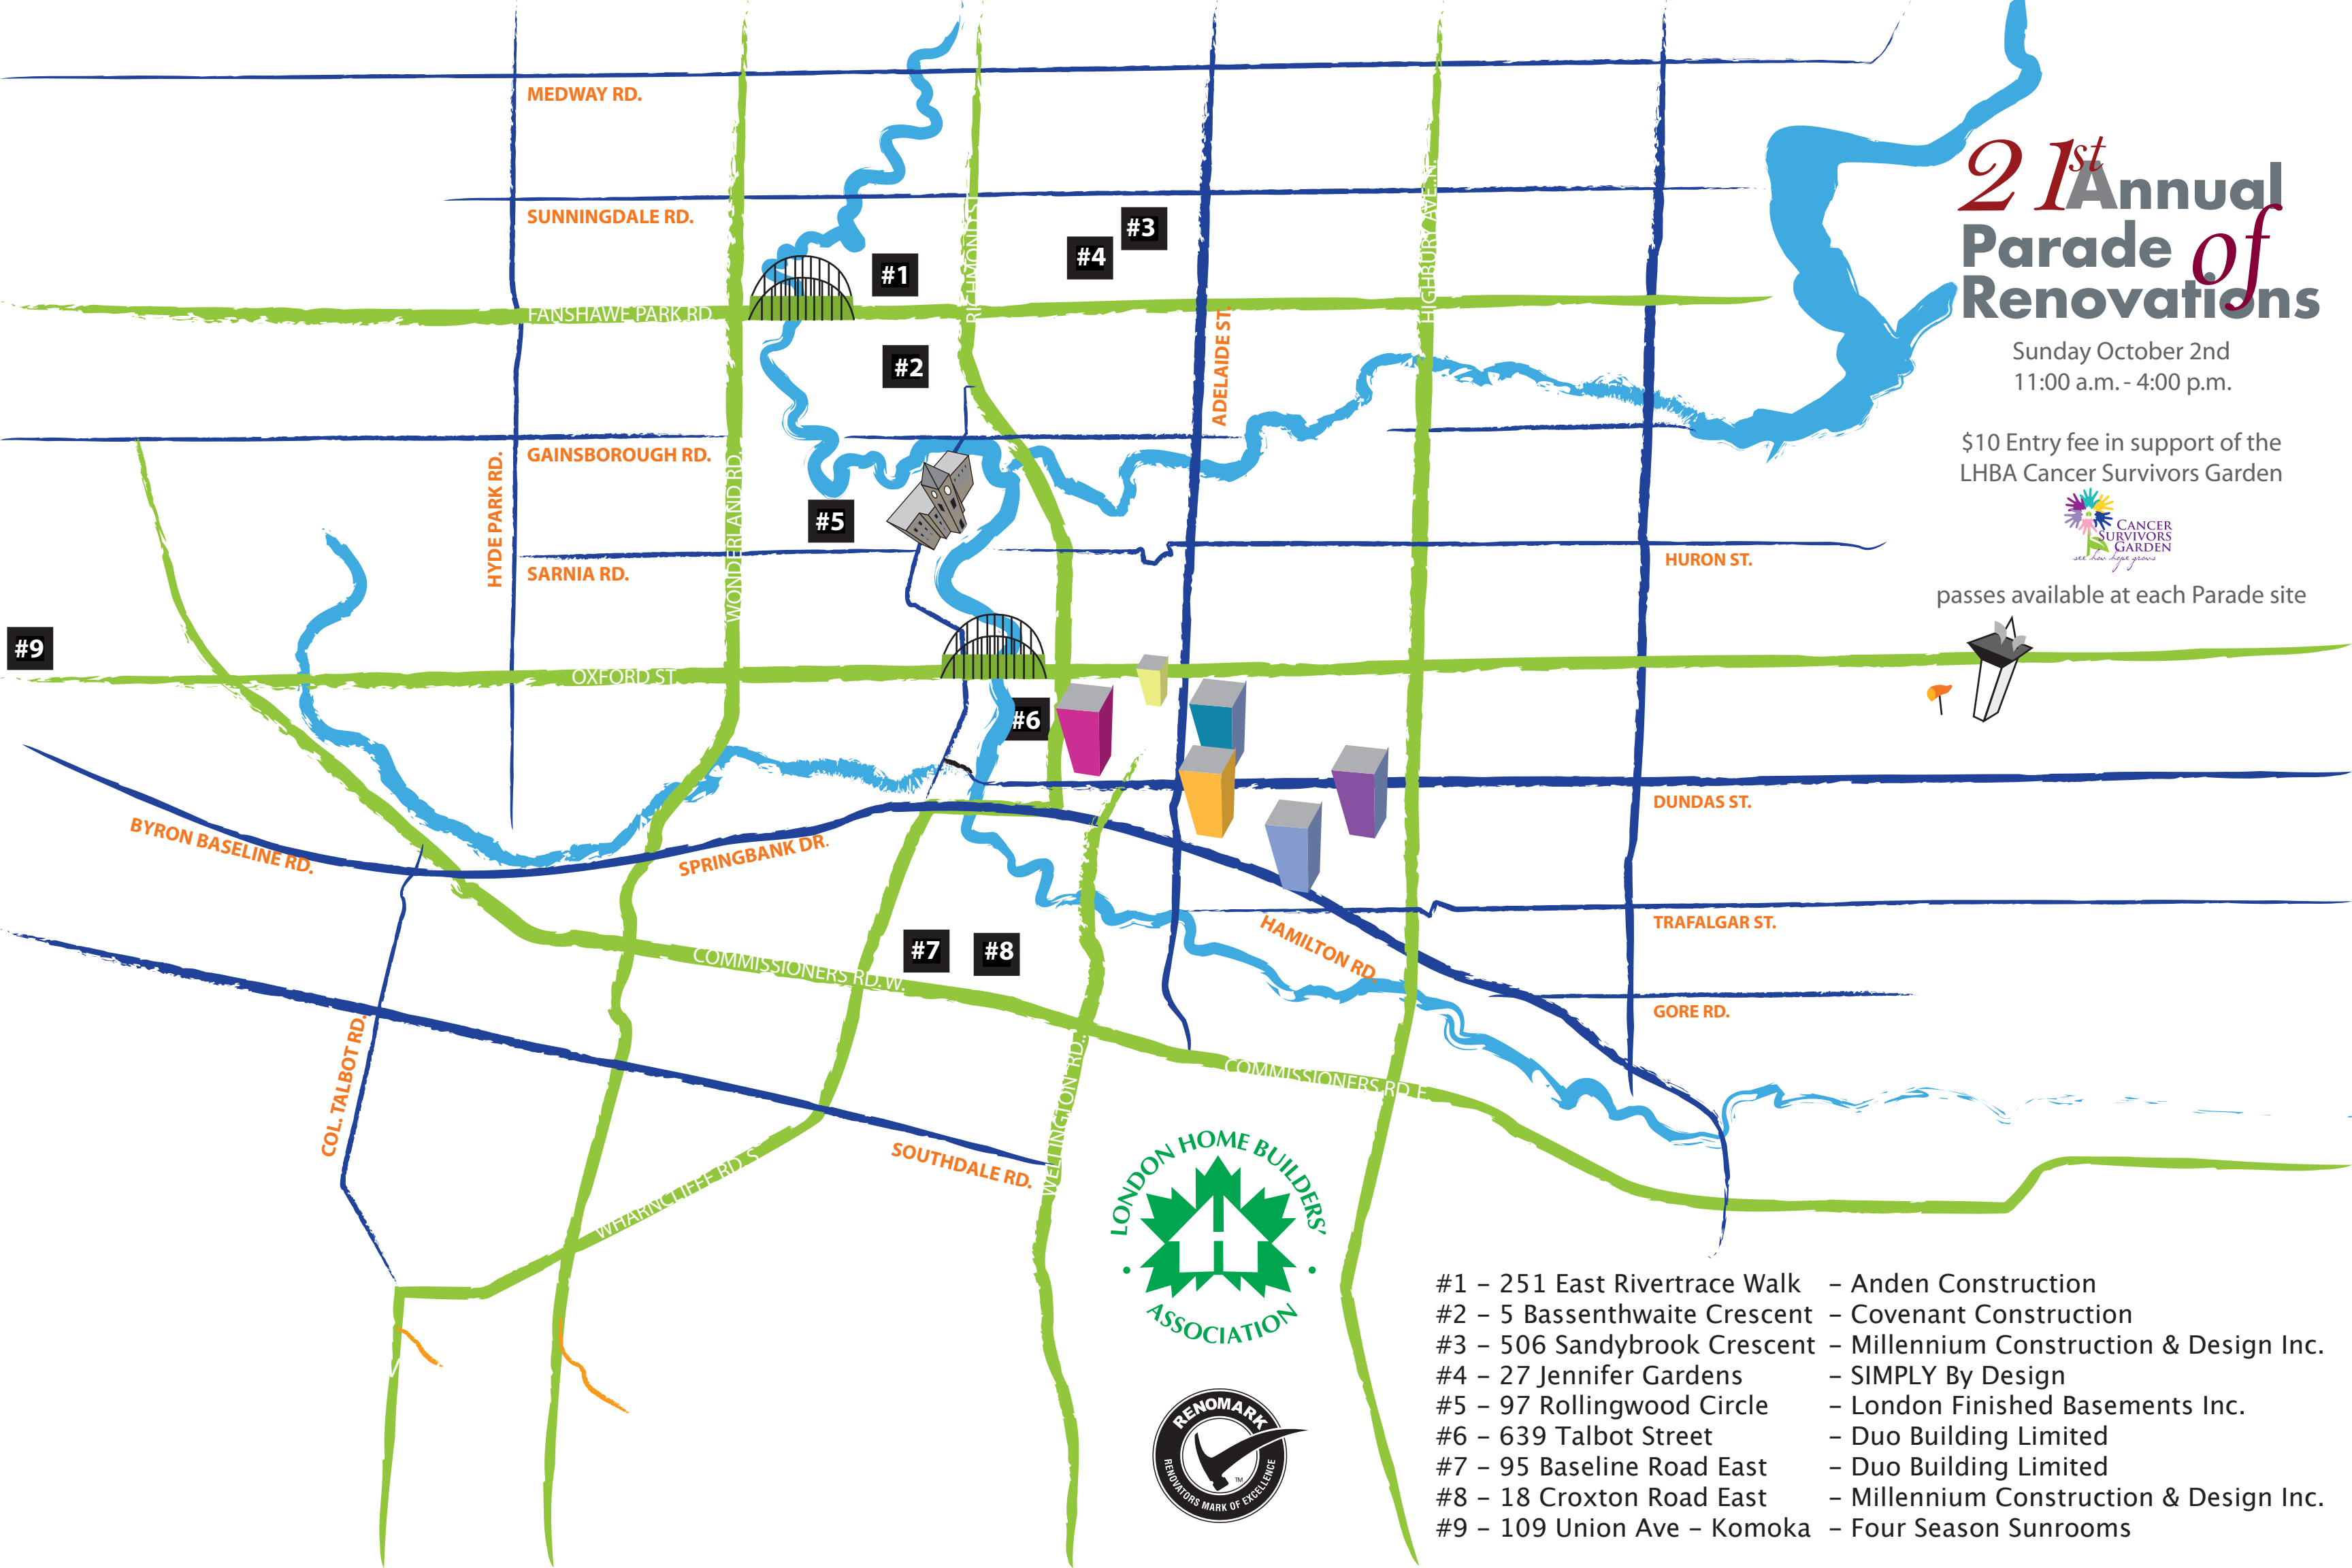 MEDWAY RD.
SUNNINGDALE RD.
FANSHAWE PARK RD
GAINSBOROUGH RD.
HYDE PARK RD.
SARNIA RD.
WONDERLAND RD.
RICHMOND ST.
ADELAIDE ST.
HIGHBURY AVE. N.
OXFORD ST.
HURON ST.
DUNDAS ST.
TRAFALGAR ST.
GORE RD.
HAMILTON RD.
BYRON BASELINE RD.
SPRINGBANK DR.
COMMISSIONERS RD. W.
COMMISSIONERS RD. E.
COL. TALBOT RD.
SOUTHDALE RD.
WHARNCLIFFE RD. S.
WELLINGTON RD.
#1
#2
#3
#4
#5
#6
#7
#8
#9
21st Annual
Parade of
Renovations
Sunday October 2nd
11:00 a.m. - 4:00 p.m.
$10 Entry fee in support of the
LHBA Cancer Survivors Garden
CANCER
SURVIVORS
GARDEN
see how hope grows
passes available at each Parade site
LONDON HOME BUILDERS'
ASSOCIATION
RENOMARK
TM
RENOVATORS MARK OF EXCELLENCE
#1 – 251 East Rivertrace Walk – Anden Construction
#2 – 5 Bassenthwaite Crescent – Covenant Construction
#3 – 506 Sandybrook Crescent – Millennium Construction & Design Inc.
#4 – 27 Jennifer Gardens – SIMPLY By Design
#5 – 97 Rollingwood Circle – London Finished Basements Inc.
#6 – 639 Talbot Street – Duo Building Limited
#7 – 95 Baseline Road East – Duo Building Limited
#8 – 18 Croxton Road East – Millennium Construction & Design Inc.
#9 – 109 Union Ave – Komoka – Four Season Sunrooms